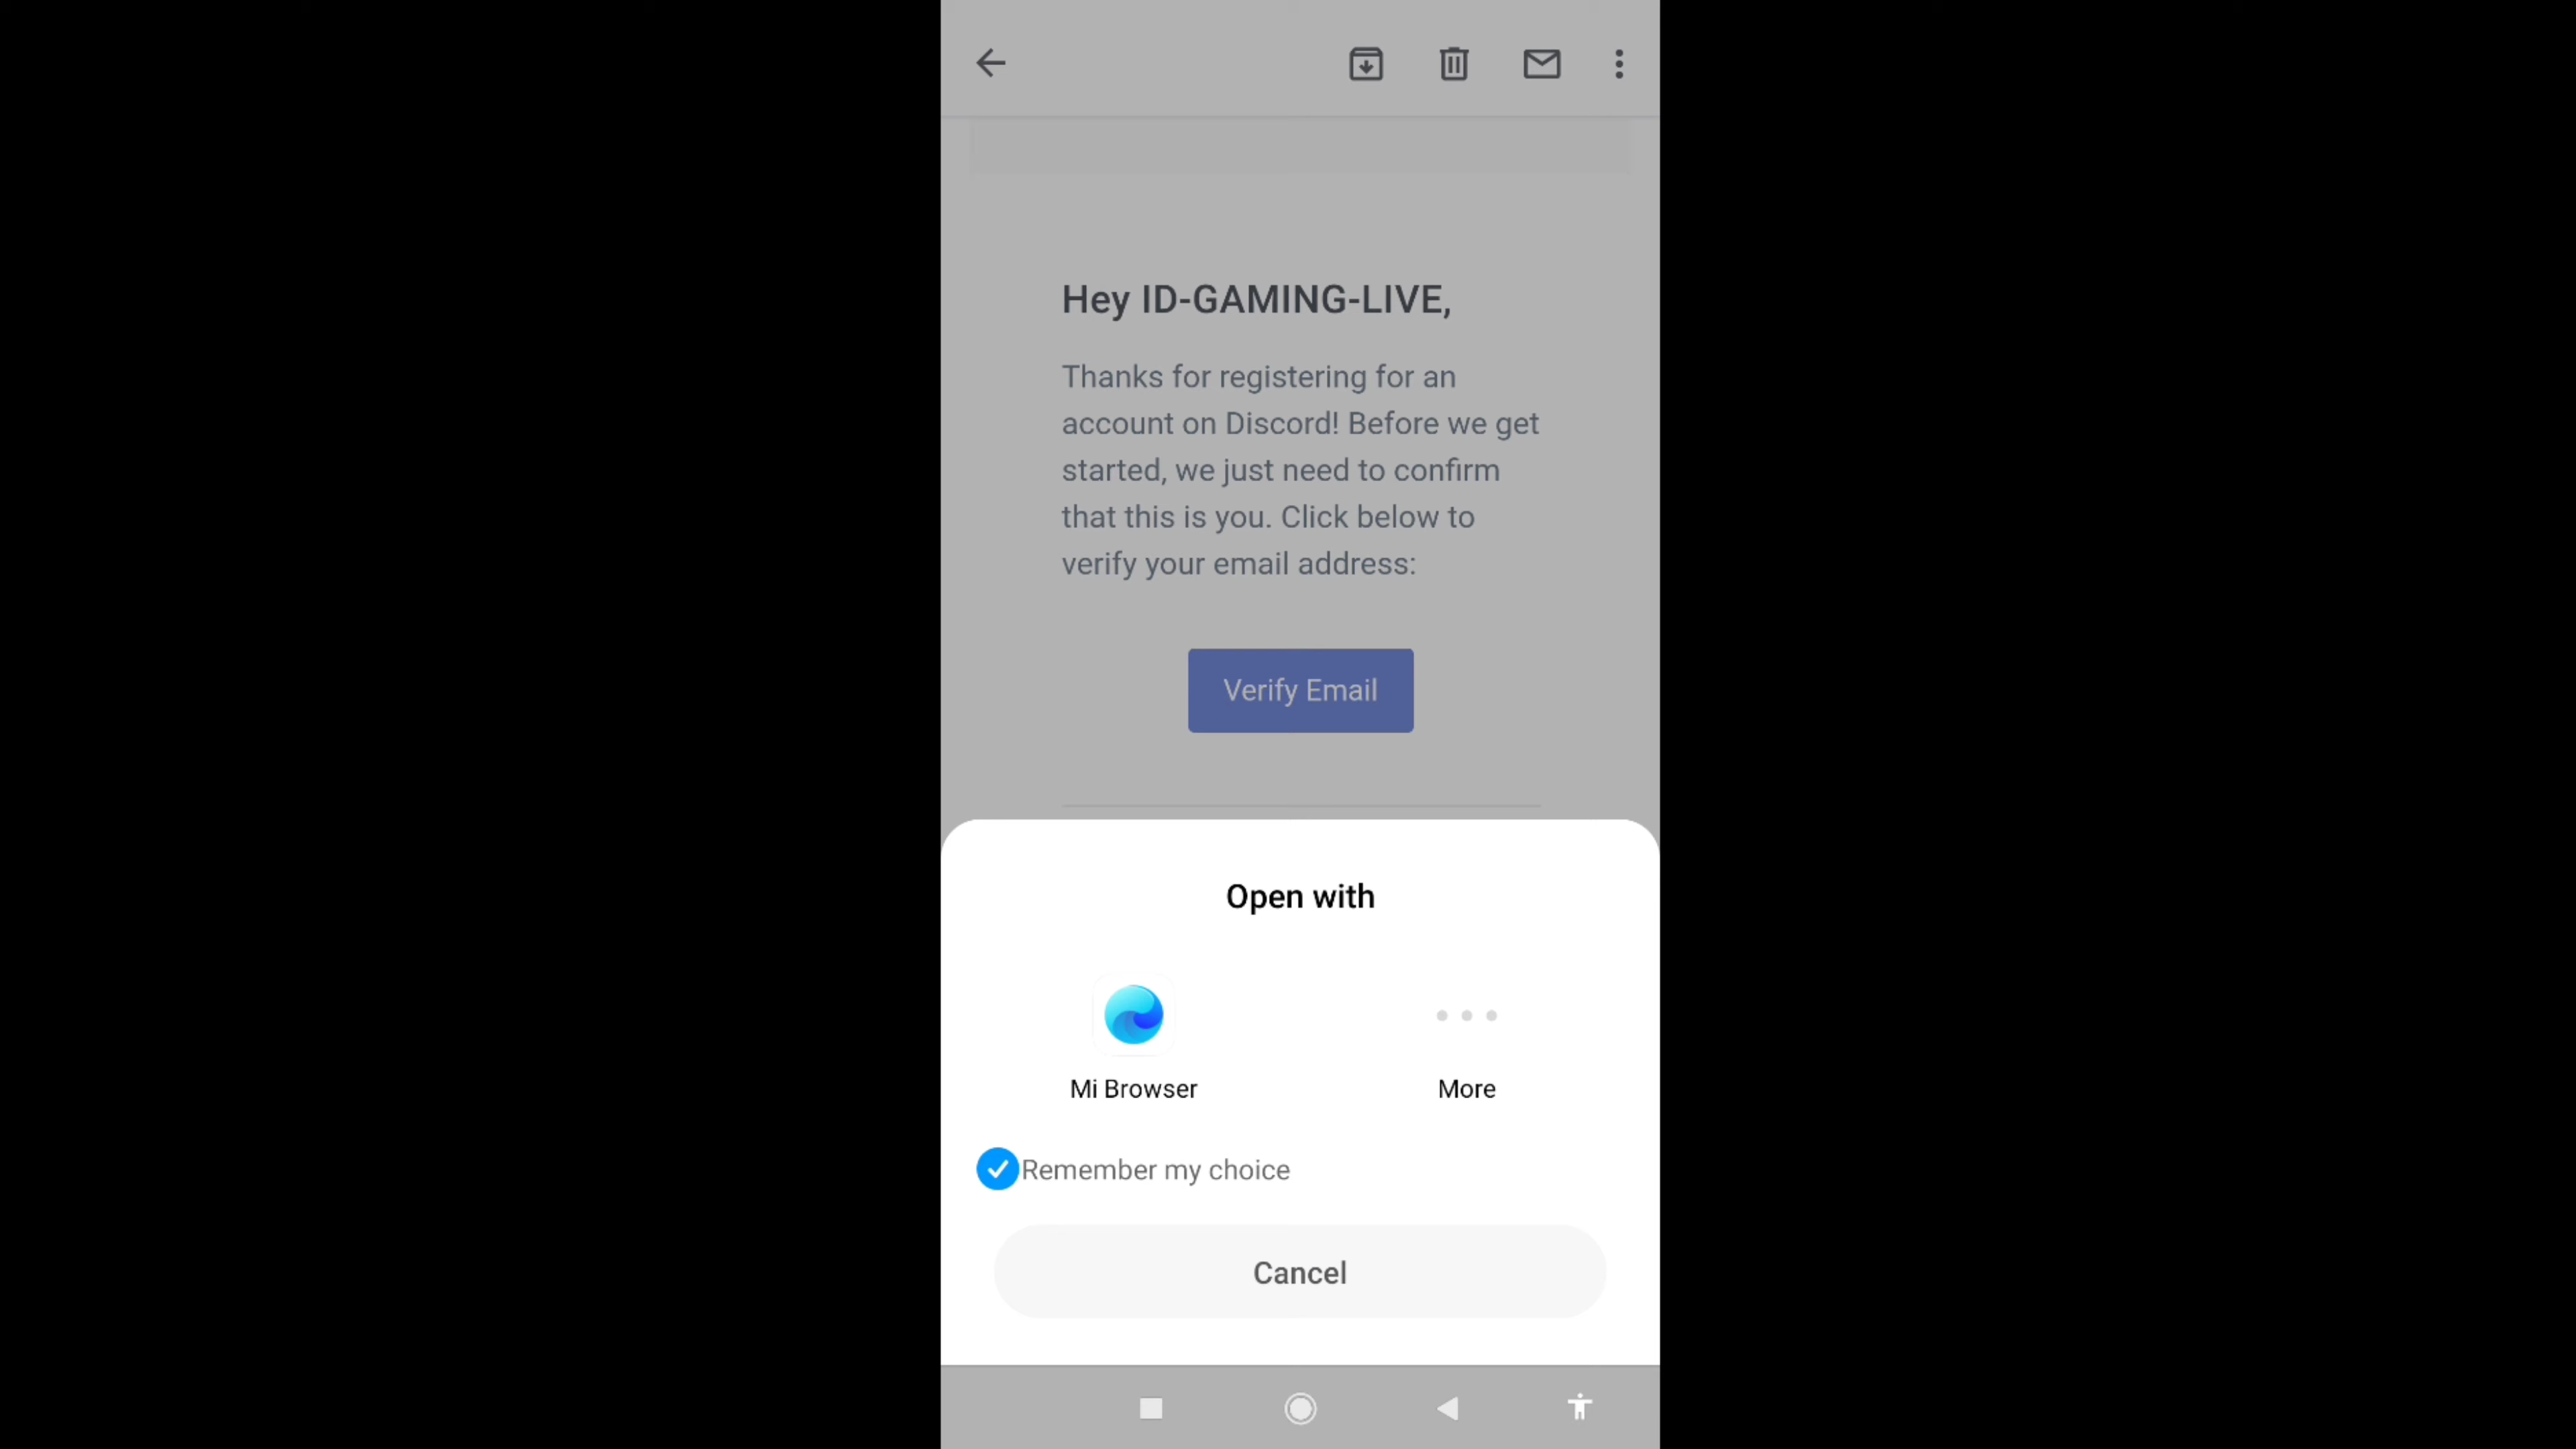 Hey ID-GAMING-LIVE,
Thanks for registering for an
account on Discord! Before we get
started, we just need to confirm
that this is you. Click below to
verify your email address:
Verify Email
Open with
Mi Browser
More
Remember my choice
Cancel